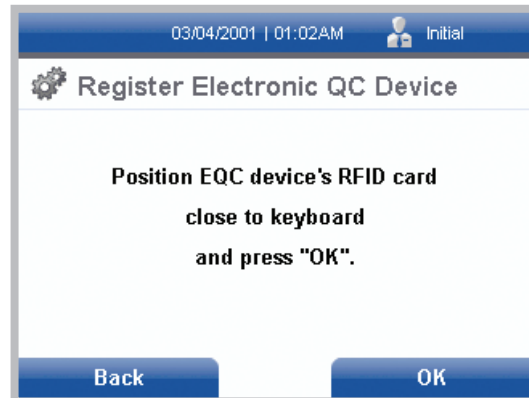 03/04/2001 | 01:02AM Initial
Register Electronic QC Device
Position EQC device's RFID card
close to keyboard
and press "OK".
Back OK